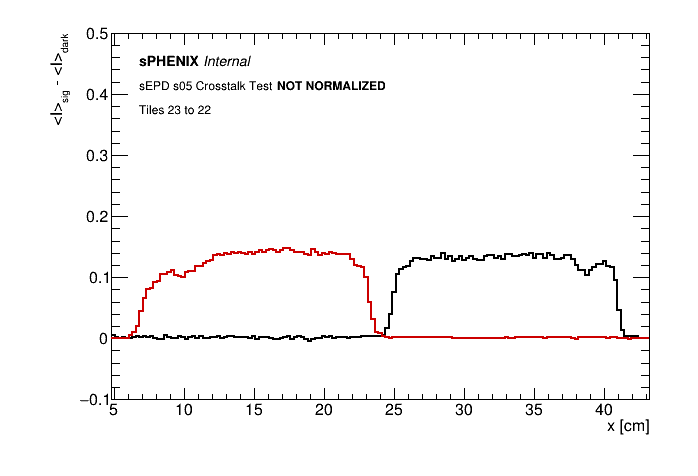 <I>sig - <I>dark
0.5
sPHENIX Internal
sEPD s05 Crosstalk Test NOT NORMALIZED
0.4
Tiles 23 to 22
0.3
0.2
0.1
0
−0.1
5 10 15 20 25 30 35 40
x [cm]